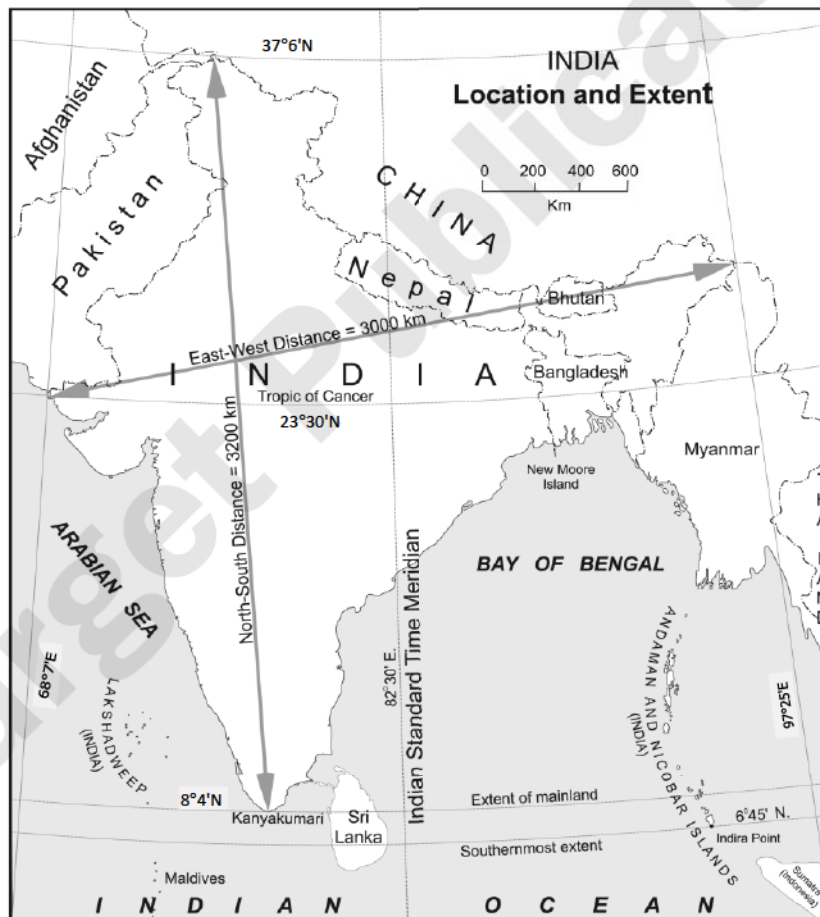 37°6'N
INDIA
Location and Extent
Afghanistan
CHINA
0 200 400 600
Km
Pakistan
Nepal
Bhutan
East-West Distance = 3000 km
INDIA
Bangladesh
Tropic of Cancer
23°30'N
Myanmar
New Moore
Island
North-South Distance = 3200 km
ARABIAN SEA
BAY OF BENGAL
Indian Standard Time Meridian
82°30' E.
68°7'E
97°25'E
LAKSHADWEEP
(INDIA)
ANDAMAN AND NICOBAR ISLANDS
(INDIA)
8°4'N
Extent of mainland
6°45' N.
Kanyakumari
Sri
Lanka
Indira Point
Southernmost extent
Maldives
Sumatra
(Indonesia)
INDIAN OCEAN